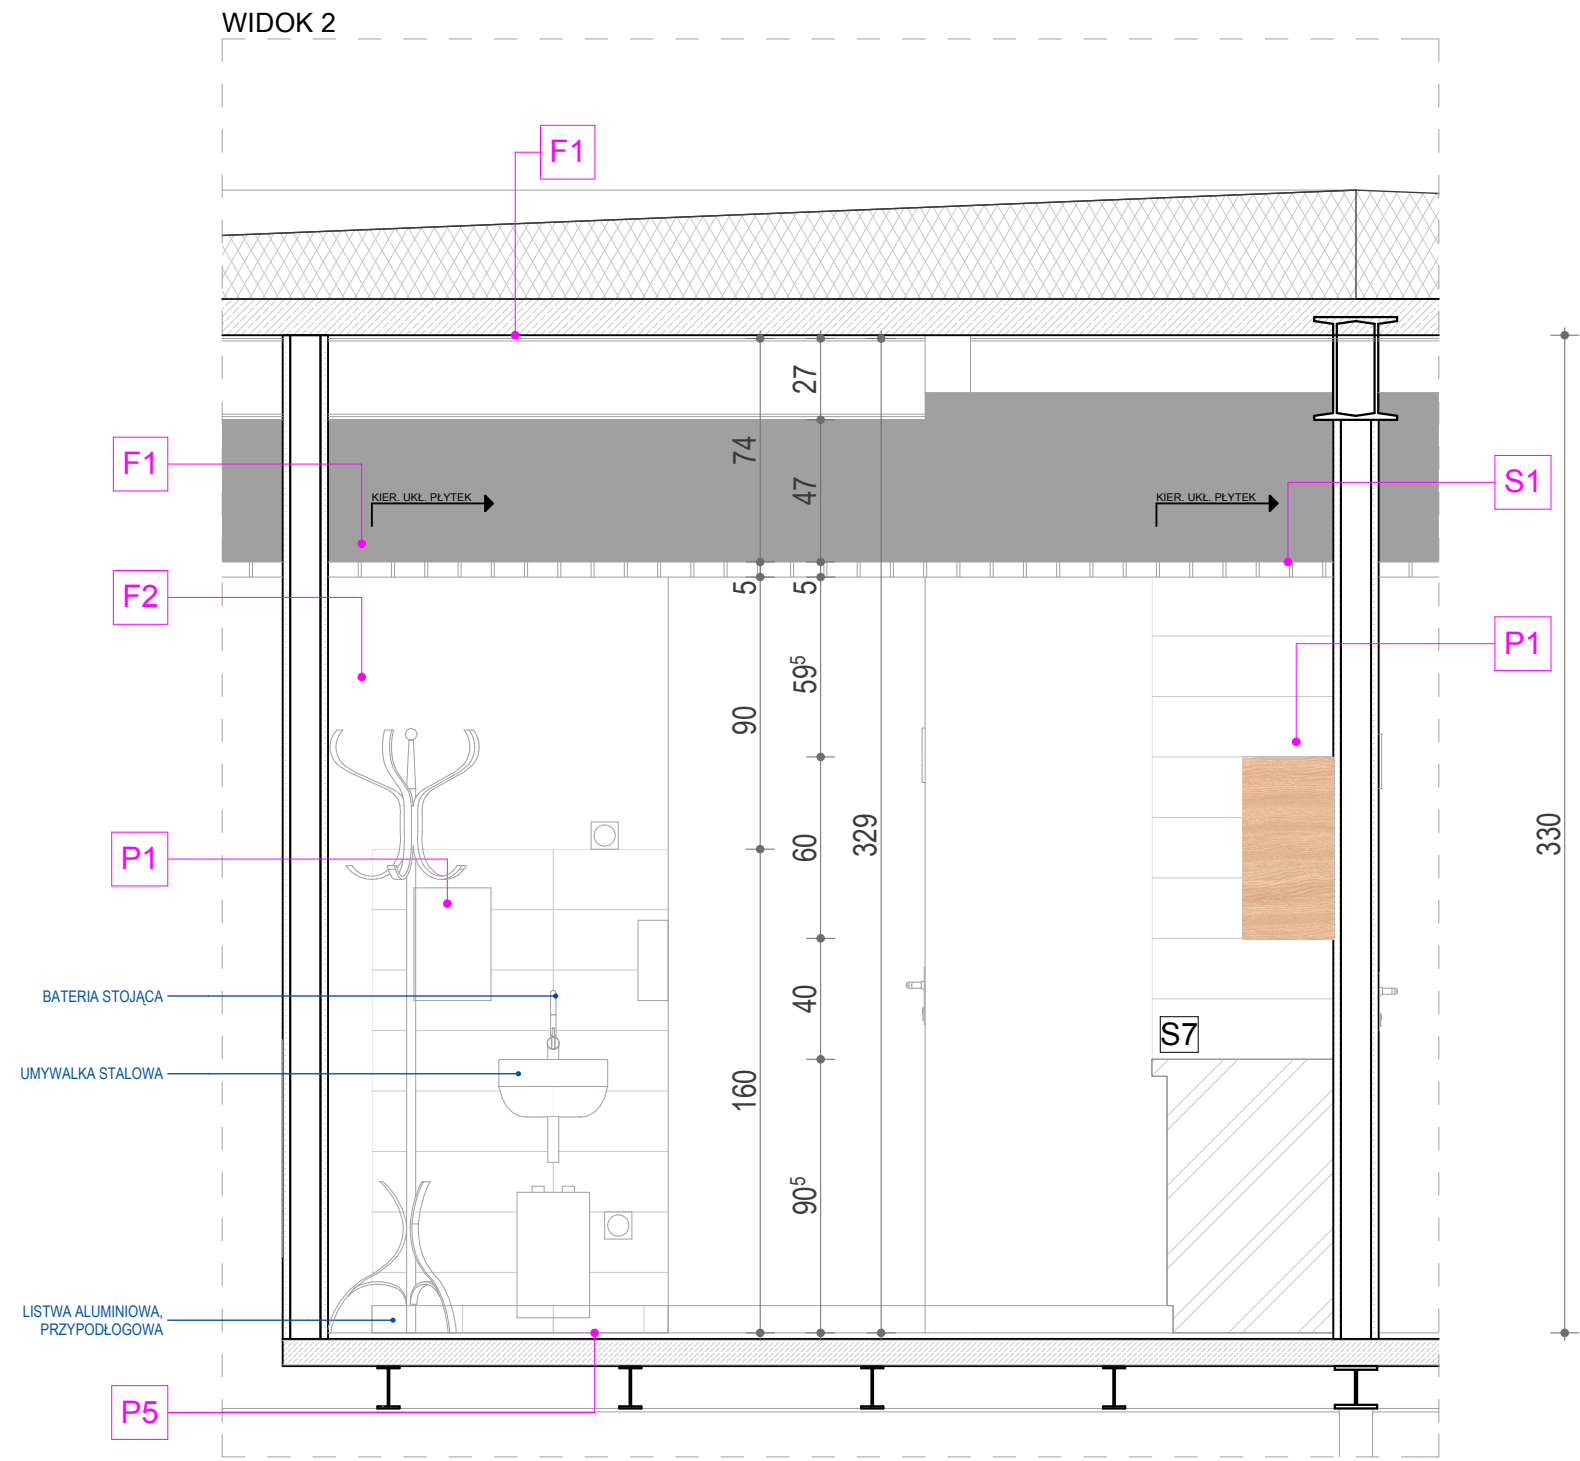 WIDOK 2
F1
27
74
F1
47
KIER. UKŁ. PŁYTEK
KIER. UKŁ. PŁYTEK
S1
F2
5
5
59⁵
P1
90
329
330
60
P1
BATERIA STOJĄCA
40
S7
UMYWALKA STALOWA
160
90⁵
LISTWA ALUMINIOWA,
PRZYPODŁOGOWA
P5